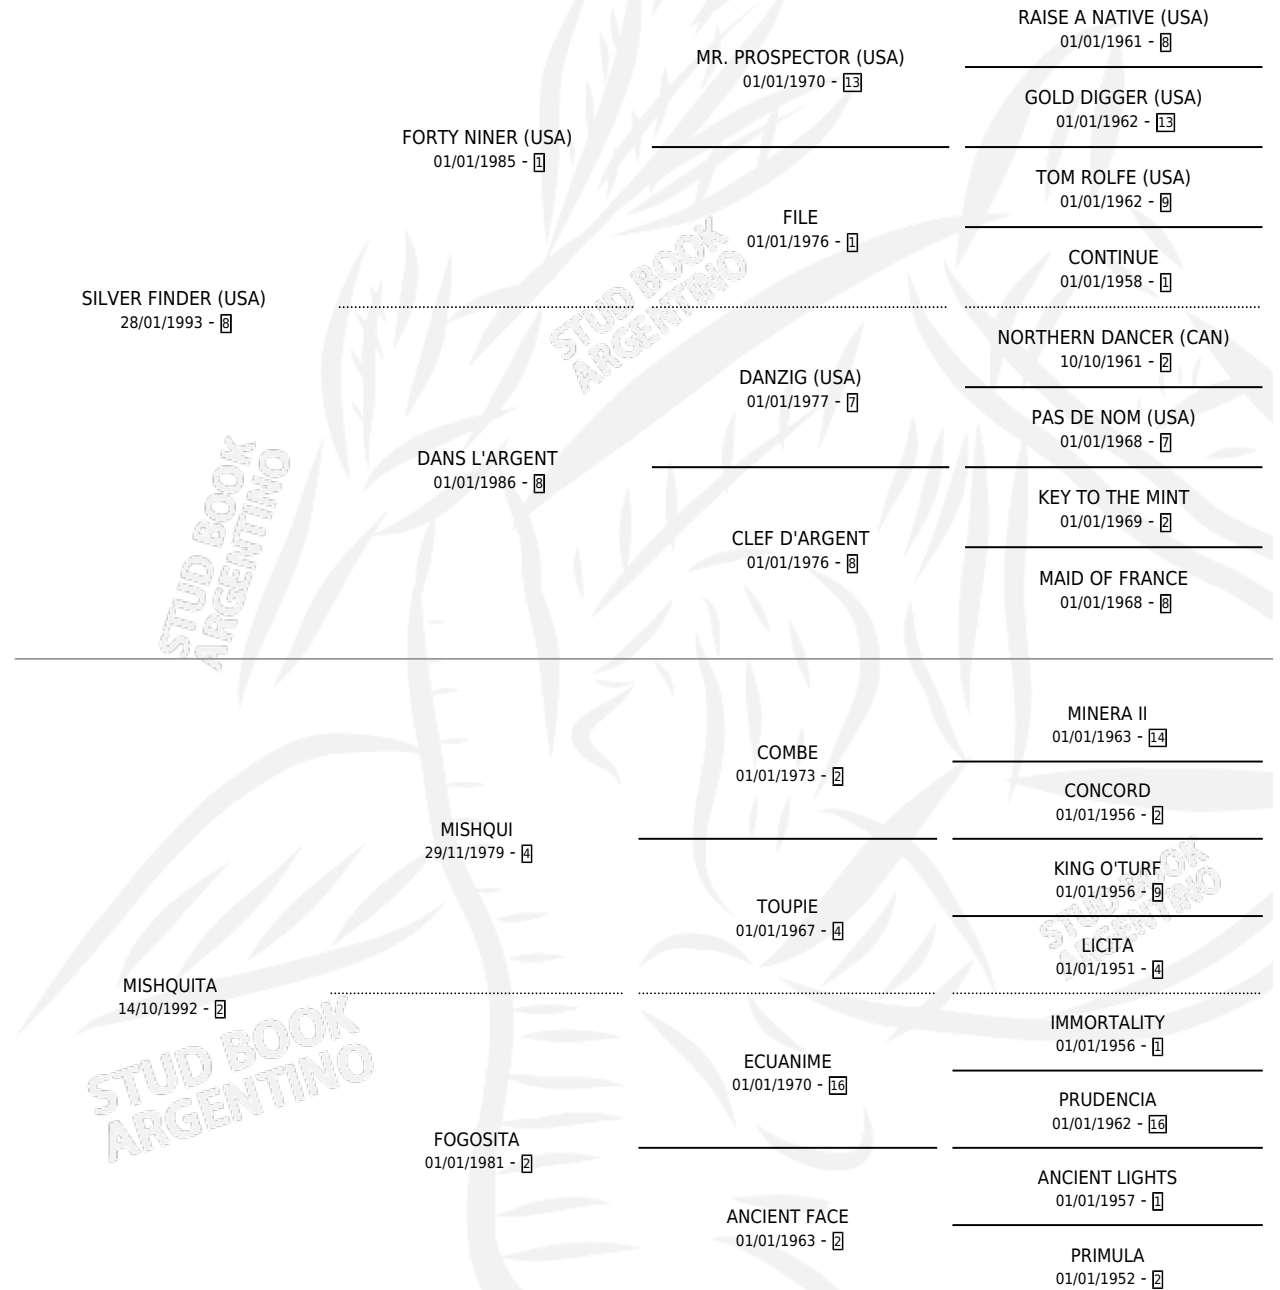 RAISE A NATIVE (USA)
01/01/1961 - 8
MR. PROSPECTOR (USA)
01/01/1970 - 13
GOLD DIGGER (USA)
01/01/1962 - 13
FORTY NINER (USA)
01/01/1985 - 1
TOM ROLFE (USA)
01/01/1962 - 9
FILE
01/01/1976 - 1
CONTINUE
01/01/1958 - 1
SILVER FINDER (USA)
28/01/1993 - 8
STUD BOOK
ARGENTINO
NORTHERN DANCER (CAN)
10/10/1961 - 2
DANZIG (USA)
01/01/1977 - 7
PAS DE NOM (USA)
01/01/1968 - 7
DANS L'ARGENT
01/01/1986 - 8
KEY TO THE MINT
01/01/1969 - 2
CLEF D'ARGENT
01/01/1976 - 8
MAID OF FRANCE
01/01/1968 - 8
STUD BOOK
ARGENTINO
MINERA II
01/01/1963 - 14
COMBE
01/01/1973 - 2
CONCORD
01/01/1956 - 2
MISHQUI
29/11/1979 - 4
KING O'TURF
01/01/1956 - 9
TOUPIE
01/01/1967 - 4
LICITA
01/01/1951 - 4
STUD BOOK
ARGENTINO
MISHQUITA
14/10/1992 - 2
IMMORTALITY
01/01/1956 - 1
ECUANIME
01/01/1970 - 16
PRUDENCIA
01/01/1962 - 16
STUD BOOK
ARGENTINO
FOGOSITA
01/01/1981 - 2
ANCIENT LIGHTS
01/01/1957 - 1
ANCIENT FACE
01/01/1963 - 2
PRIMULA
01/01/1952 - 2